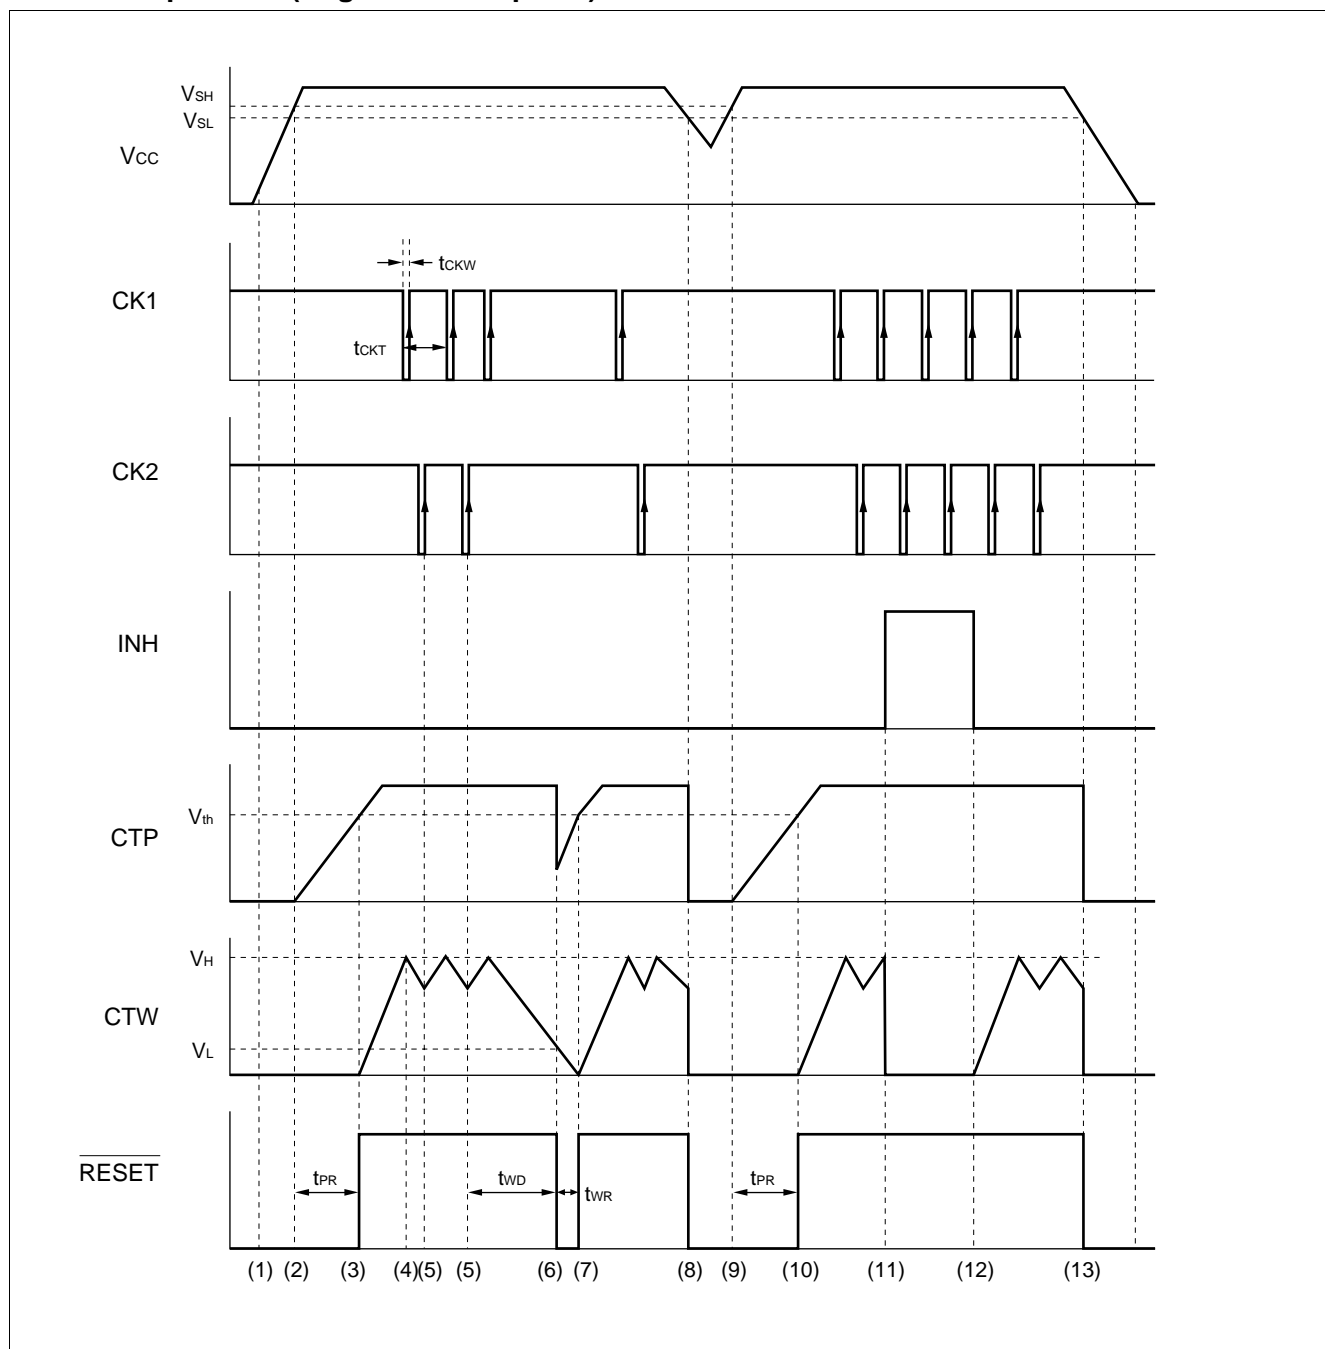 VSH
VSL
VCC
tCKW
CK1
tCKT
CK2
INH
Vth
CTP
VH
CTW
VL
RESET
tPR
tWD
tWR
tPR
(1) (2) (3) (4)(5) (5) (6) (7) (8) (9) (10) (11) (12) (13)